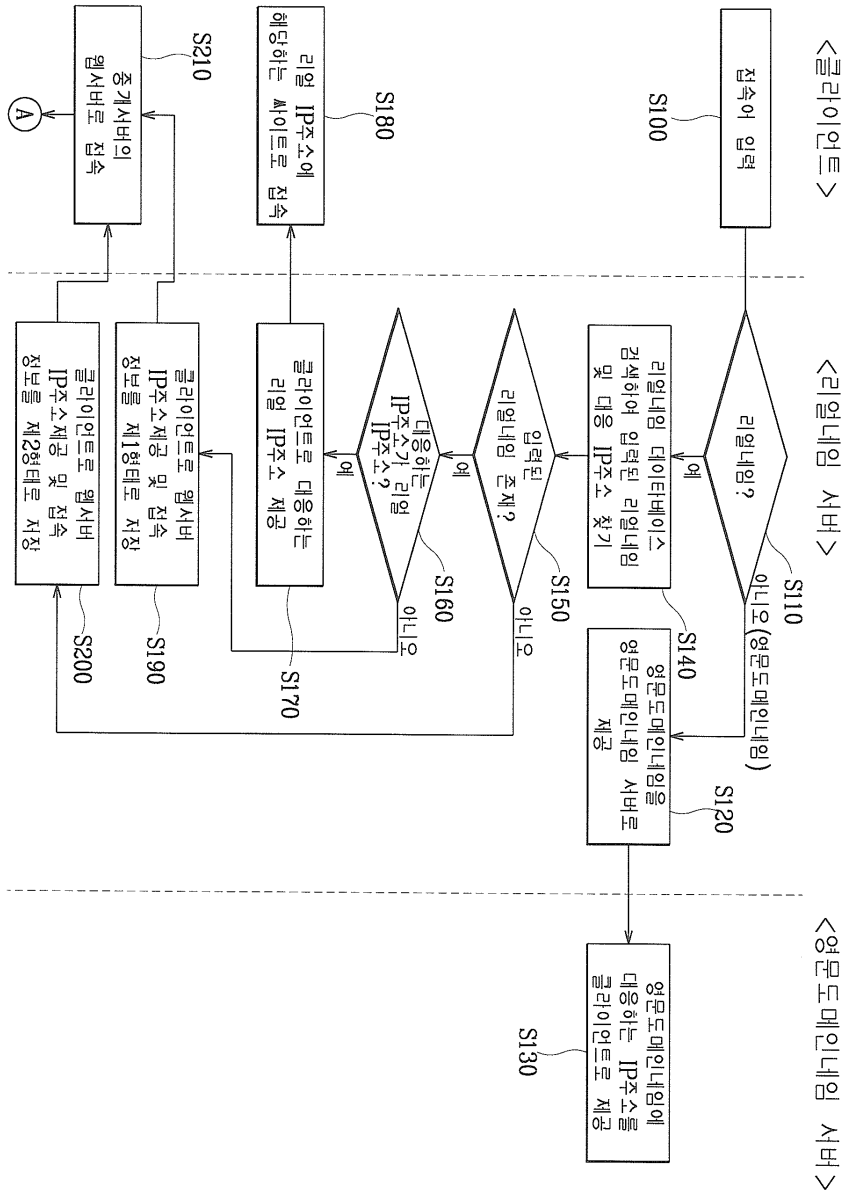 <클라이언트>
<리얼네임 서버>
<영문도메인네임 서버>
접속어 입력
S100
리얼네임?
S110
아니오(영문도메인네임)
예
영문도메인네임을
영문도메인네임 서버로
제공
S120
영문도메인네임에
대응하는 IP주소를
클라이언트로 제공
S130
리얼네임 데이타베이스
검색하여 입력된 리얼네임
및 대응 IP주소 찾기
S140
입력된
리얼네임 존재?
S150
아니오
예
대응하는
IP주소가 리얼
IP주소?
S160
아니오
예
클라이언트로 대응하는
리얼 IP주소 제공
S170
리얼 IP주소에
해당하는 싸이트로 접속
S180
클라이언트로 웹서버
IP주소제공 및 접속
정보를 제1형태로 저장
S190
클라이언트로 웹서버
IP주소제공 및 접속
정보를 제2형태로 저장
S200
중개서버의
웹서버로 접속
S210
A